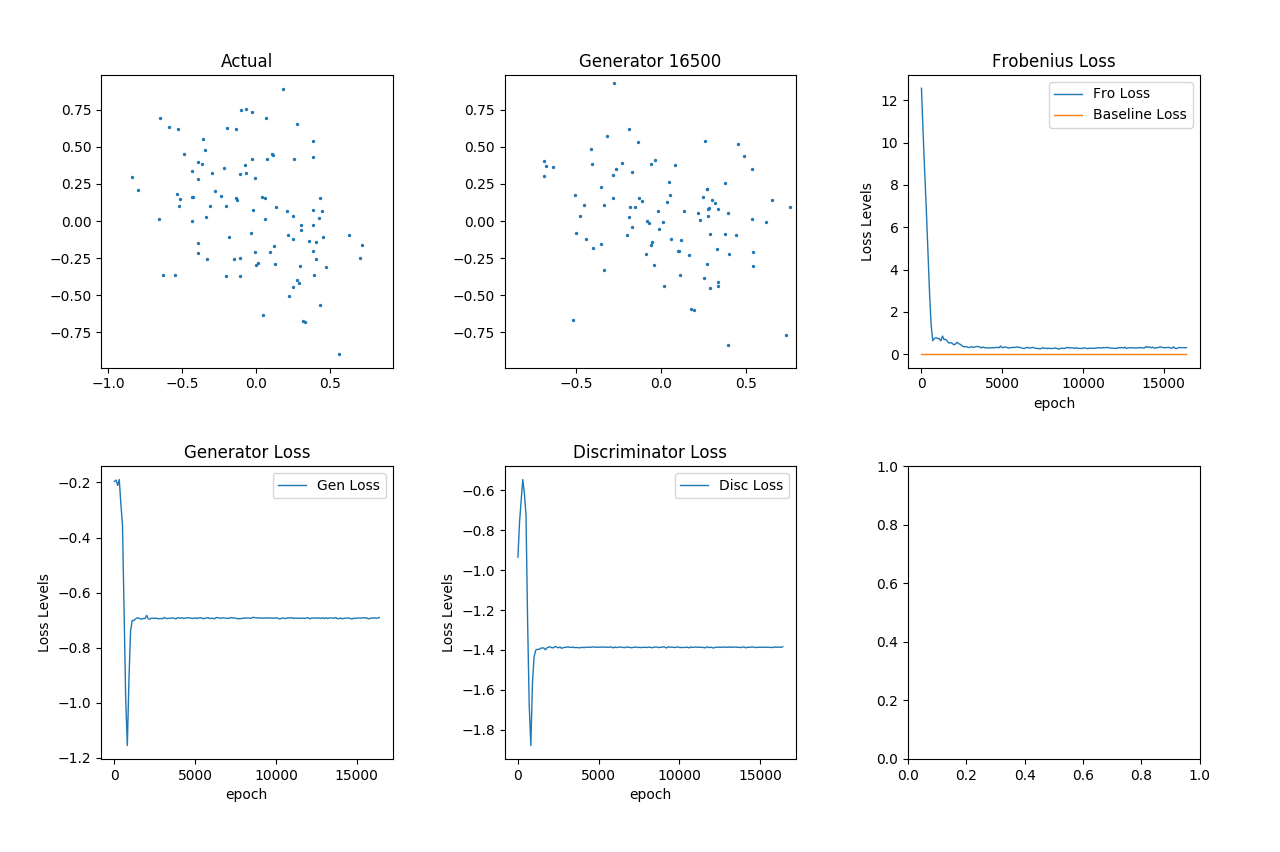 Actual
0.75
0.50
0.25
0.00
−0.25
−0.50
−0.75
−1.0 −0.5 0.0 0.5
Generator 16500
0.75
0.50
0.25
0.00
−0.25
−0.50
−0.75
−0.5 0.0 0.5
Frobenius Loss
Fro Loss
Baseline Loss
Loss Levels
12
10
8
6
4
2
0
0 5000 10000 15000
epoch
Generator Loss
Gen Loss
Loss Levels
−0.2
−0.4
−0.6
−0.8
−1.0
−1.2
0 5000 10000 15000
epoch
Discriminator Loss
Disc Loss
Loss Levels
−0.6
−0.8
−1.0
−1.2
−1.4
−1.6
−1.8
0 5000 10000 15000
epoch
1.0
0.8
0.6
0.4
0.2
0.0
0.0 0.2 0.4 0.6 0.8 1.0